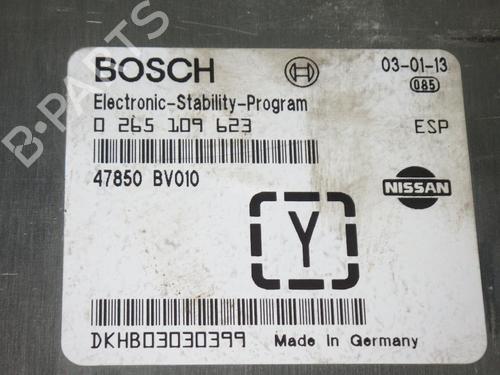 BOSCH
03-01-13
085
Electronic-Stability-Program
0 265 109 623
ESP
47850 BV010
NISSAN
Y
DKHB03030399
Made in Germany
B-PARTS